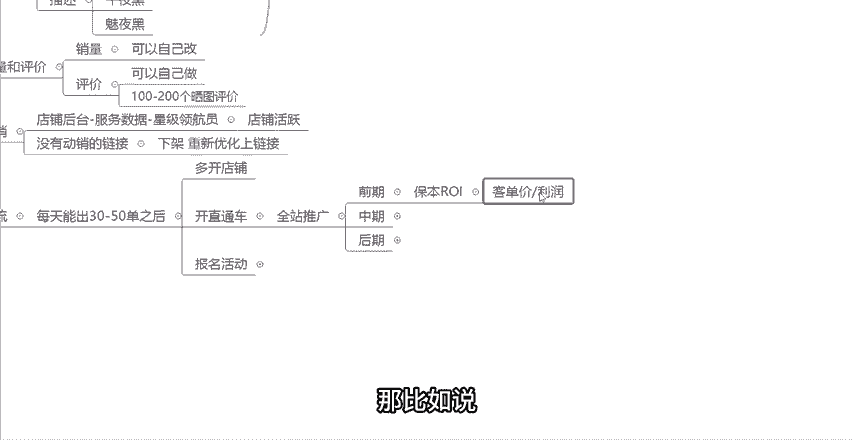 描述
午夜黑
魅夜黑
销量
可以自己改
量和评价
评价
可以自己做
100-200个晒图评价
销
店铺后台-服务数据-星级领航员
店铺活跃
没有动销的链接
下架 重新优化上链接
多开店铺
流
每天能出30-50单之后
开直通车
全站推广
前期
保本ROI
客单价/利润
中期
后期
报名活动
那比如说